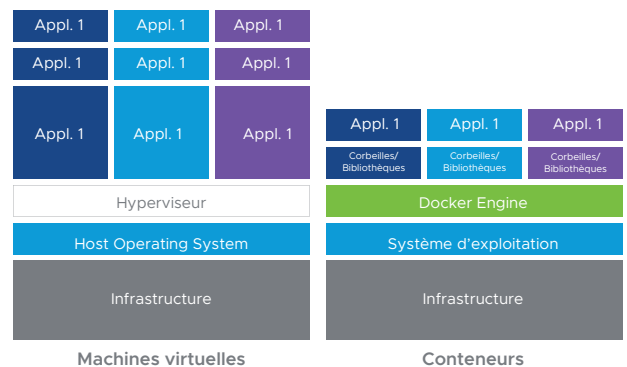 Appl. 1 Appl. 1 Appl. 1
Appl. 1 Appl. 1 Appl. 1
Appl. 1 Appl. 1 Appl. 1
Hyperviseur
Host Operating System
Infrastructure
Machines virtuelles
Appl. 1 Appl. 1 Appl. 1
Corbeilles/ Corbeilles/ Corbeilles/
Bibliothèques Bibliothèques Bibliothèques
Docker Engine
Système d'exploitation
Infrastructure
Conteneurs